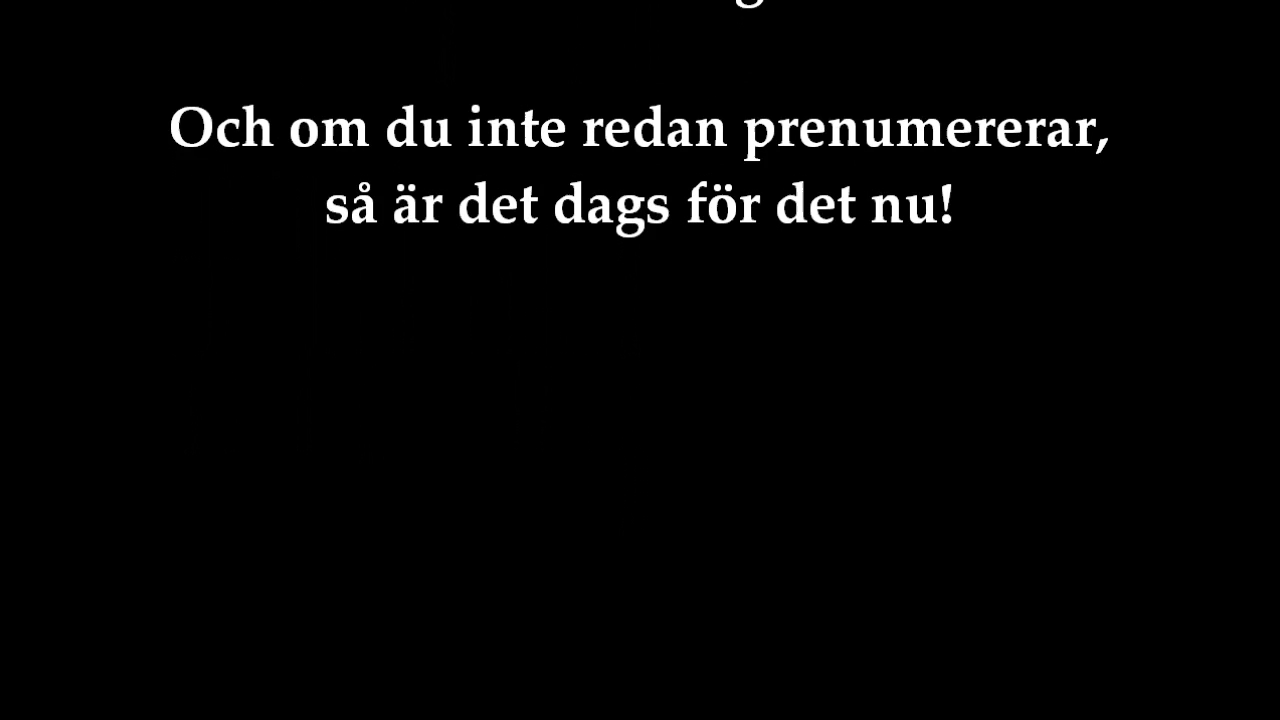 Och om du inte redan prenumererar,
så är det dags för det nu!